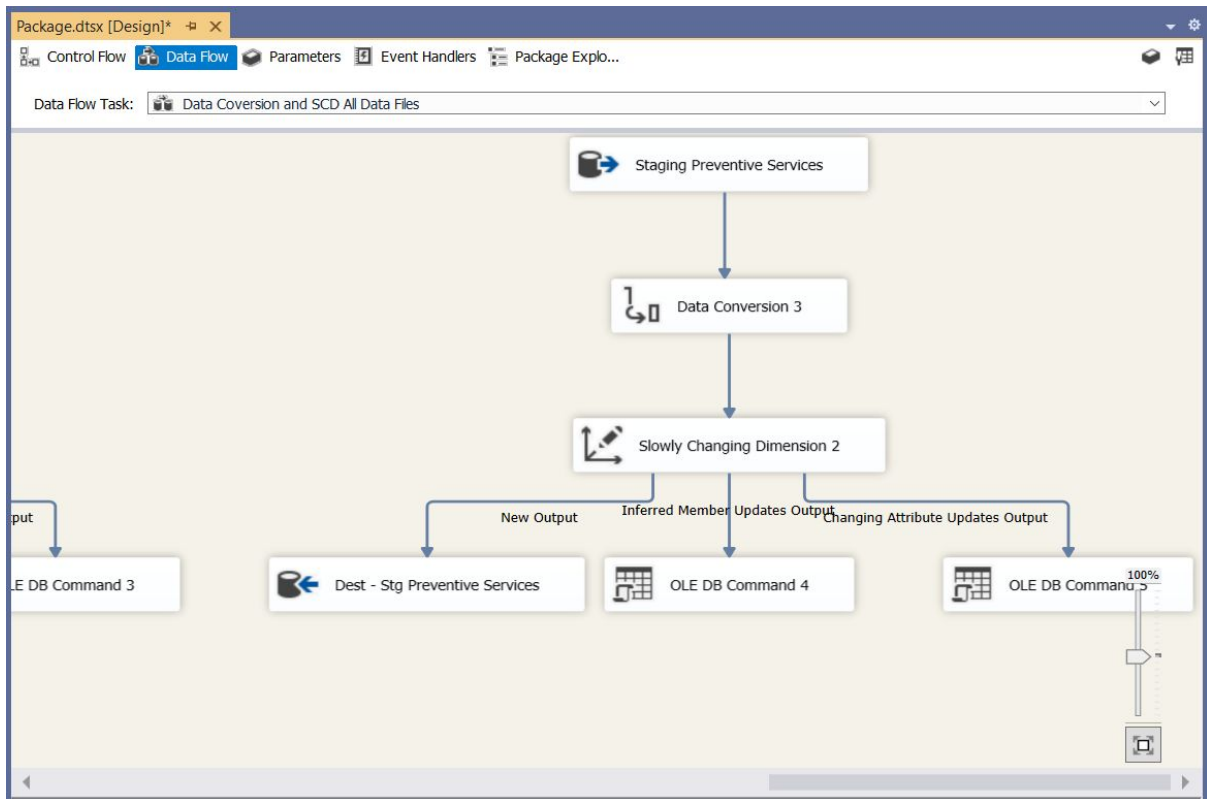 Package.dtsx [Design]*
Control Flow Data Flow Parameters Event Handlers Package Explo...
Data Flow Task: Data Coversion and SCD All Data Files
Staging Preventive Services
Data Conversion 3
Slowly Changing Dimension 2
put New Output Inferred Member Updates Output Changing Attribute Updates Output
LE DB Command 3 Dest - Stg Preventive Services OLE DB Command 4 OLE DB Command 5
100%